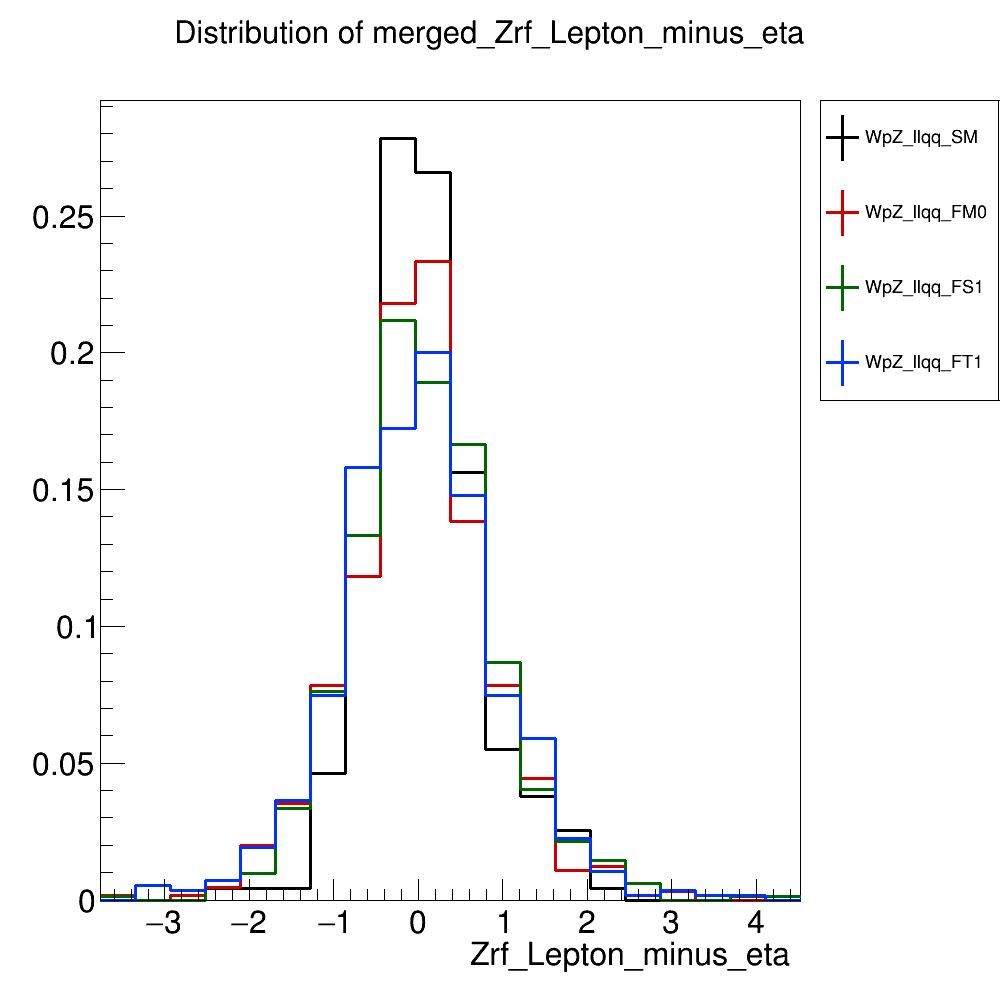 Distribution of merged_Zrf_Lepton_minus_eta
WpZ_llqq_SM
WpZ_llqq_FM0
WpZ_llqq_FS1
WpZ_llqq_FT1
0.25
0.2
0.15
0.1
0.05
0
−3 −2 −1 0 1 2 3 4
Zrf_Lepton_minus_eta